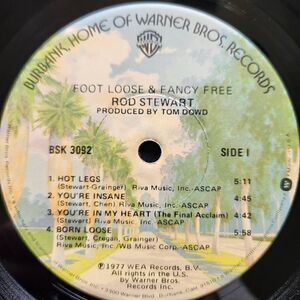 BURBANK, HOME OF WARNER BROS. RECORDS
FOOT LOOSE & FANCY FREE
ROD STEWART
PRODUCED BY TOM DOWD
BSK 3092
SIDE 1
1. HOT LEGS 5:11
(Stewart-Grainger) Riva Music, Inc.-ASCAP
2. YOU'RE INSANE 4:45
(Stewart, Chen) Riva Music, Inc.-ASCAP
3. YOU'RE IN MY HEART (The Final Acclaim) 4:30
(Stewart) Riva Music, Inc.-ASCAP
4. BORN LOOSE 5:58
(Stewart, Cregan, Grainger)
Riva Music, Inc./WB Music Corp.-ASCAP
©1977 WEA Records, B.V.
All rights in the U.S.
by Warner Bros.
Records Inc.